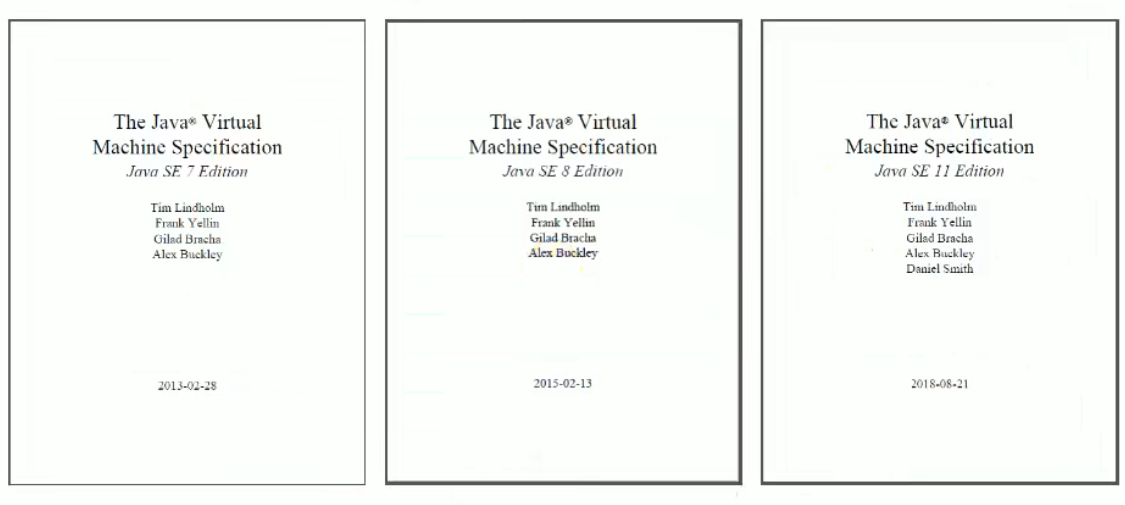 The Java® Virtual
Machine Specification
Java SE 7 Edition
Tim Lindholm
Frank Yellin
Gilad Bracha
Alex Buckley
2013-02-28
The Java® Virtual
Machine Specification
Java SE 8 Edition
Tim Lindholm
Frank Yellin
Gilad Bracha
Alex Buckley
2015-02-13
The Java® Virtual
Machine Specification
Java SE 11 Edition
Tim Lindholm
Frank Yellin
Gilad Bracha
Alex Buckley
Daniel Smith
2018-08-21